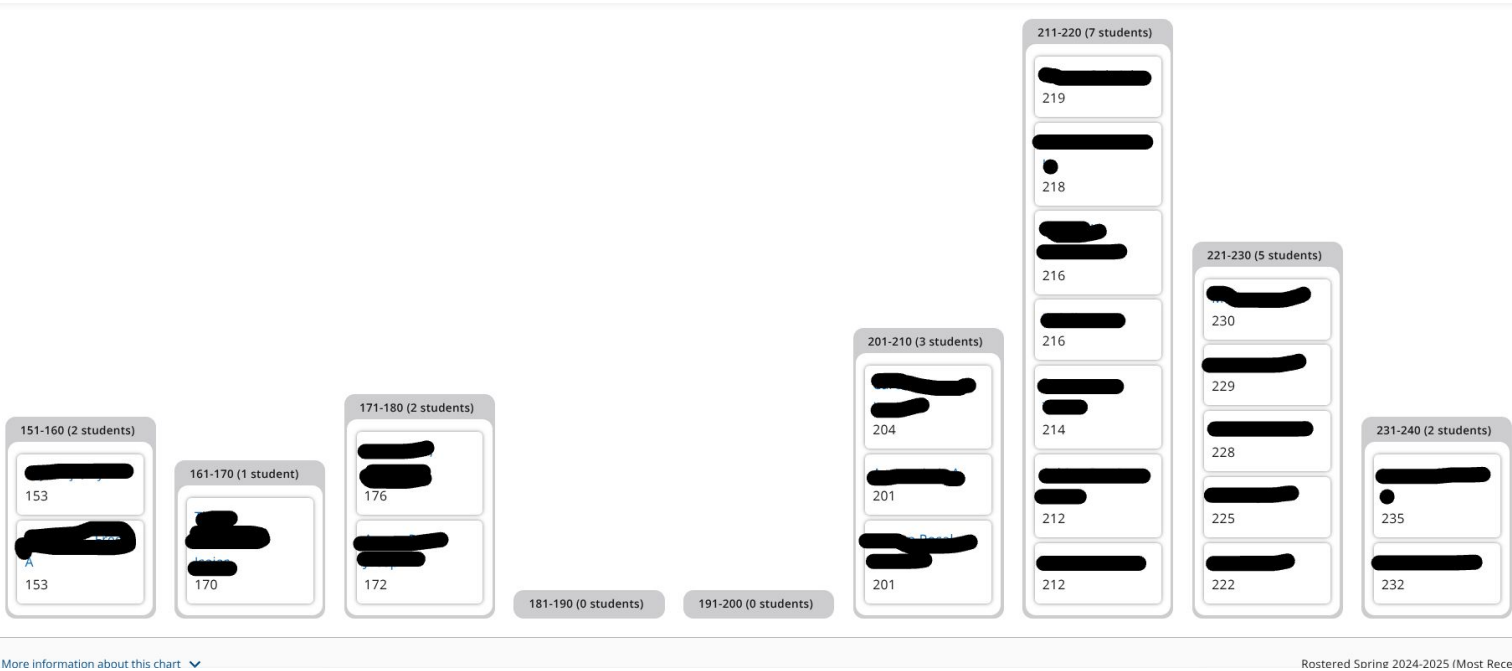 151-160 (2 students)
153
A
153
161-170 (1 student)
170
171-180 (2 students)
176
172
181-190 (0 students)
191-200 (0 students)
201-210 (3 students)
204
201
201
211-220 (7 students)
219
218
216
216
214
212
212
221-230 (5 students)
230
229
228
225
222
231-240 (2 students)
235
232
More information about this chart
Rostered Spring 2024-2025 (Most Reco